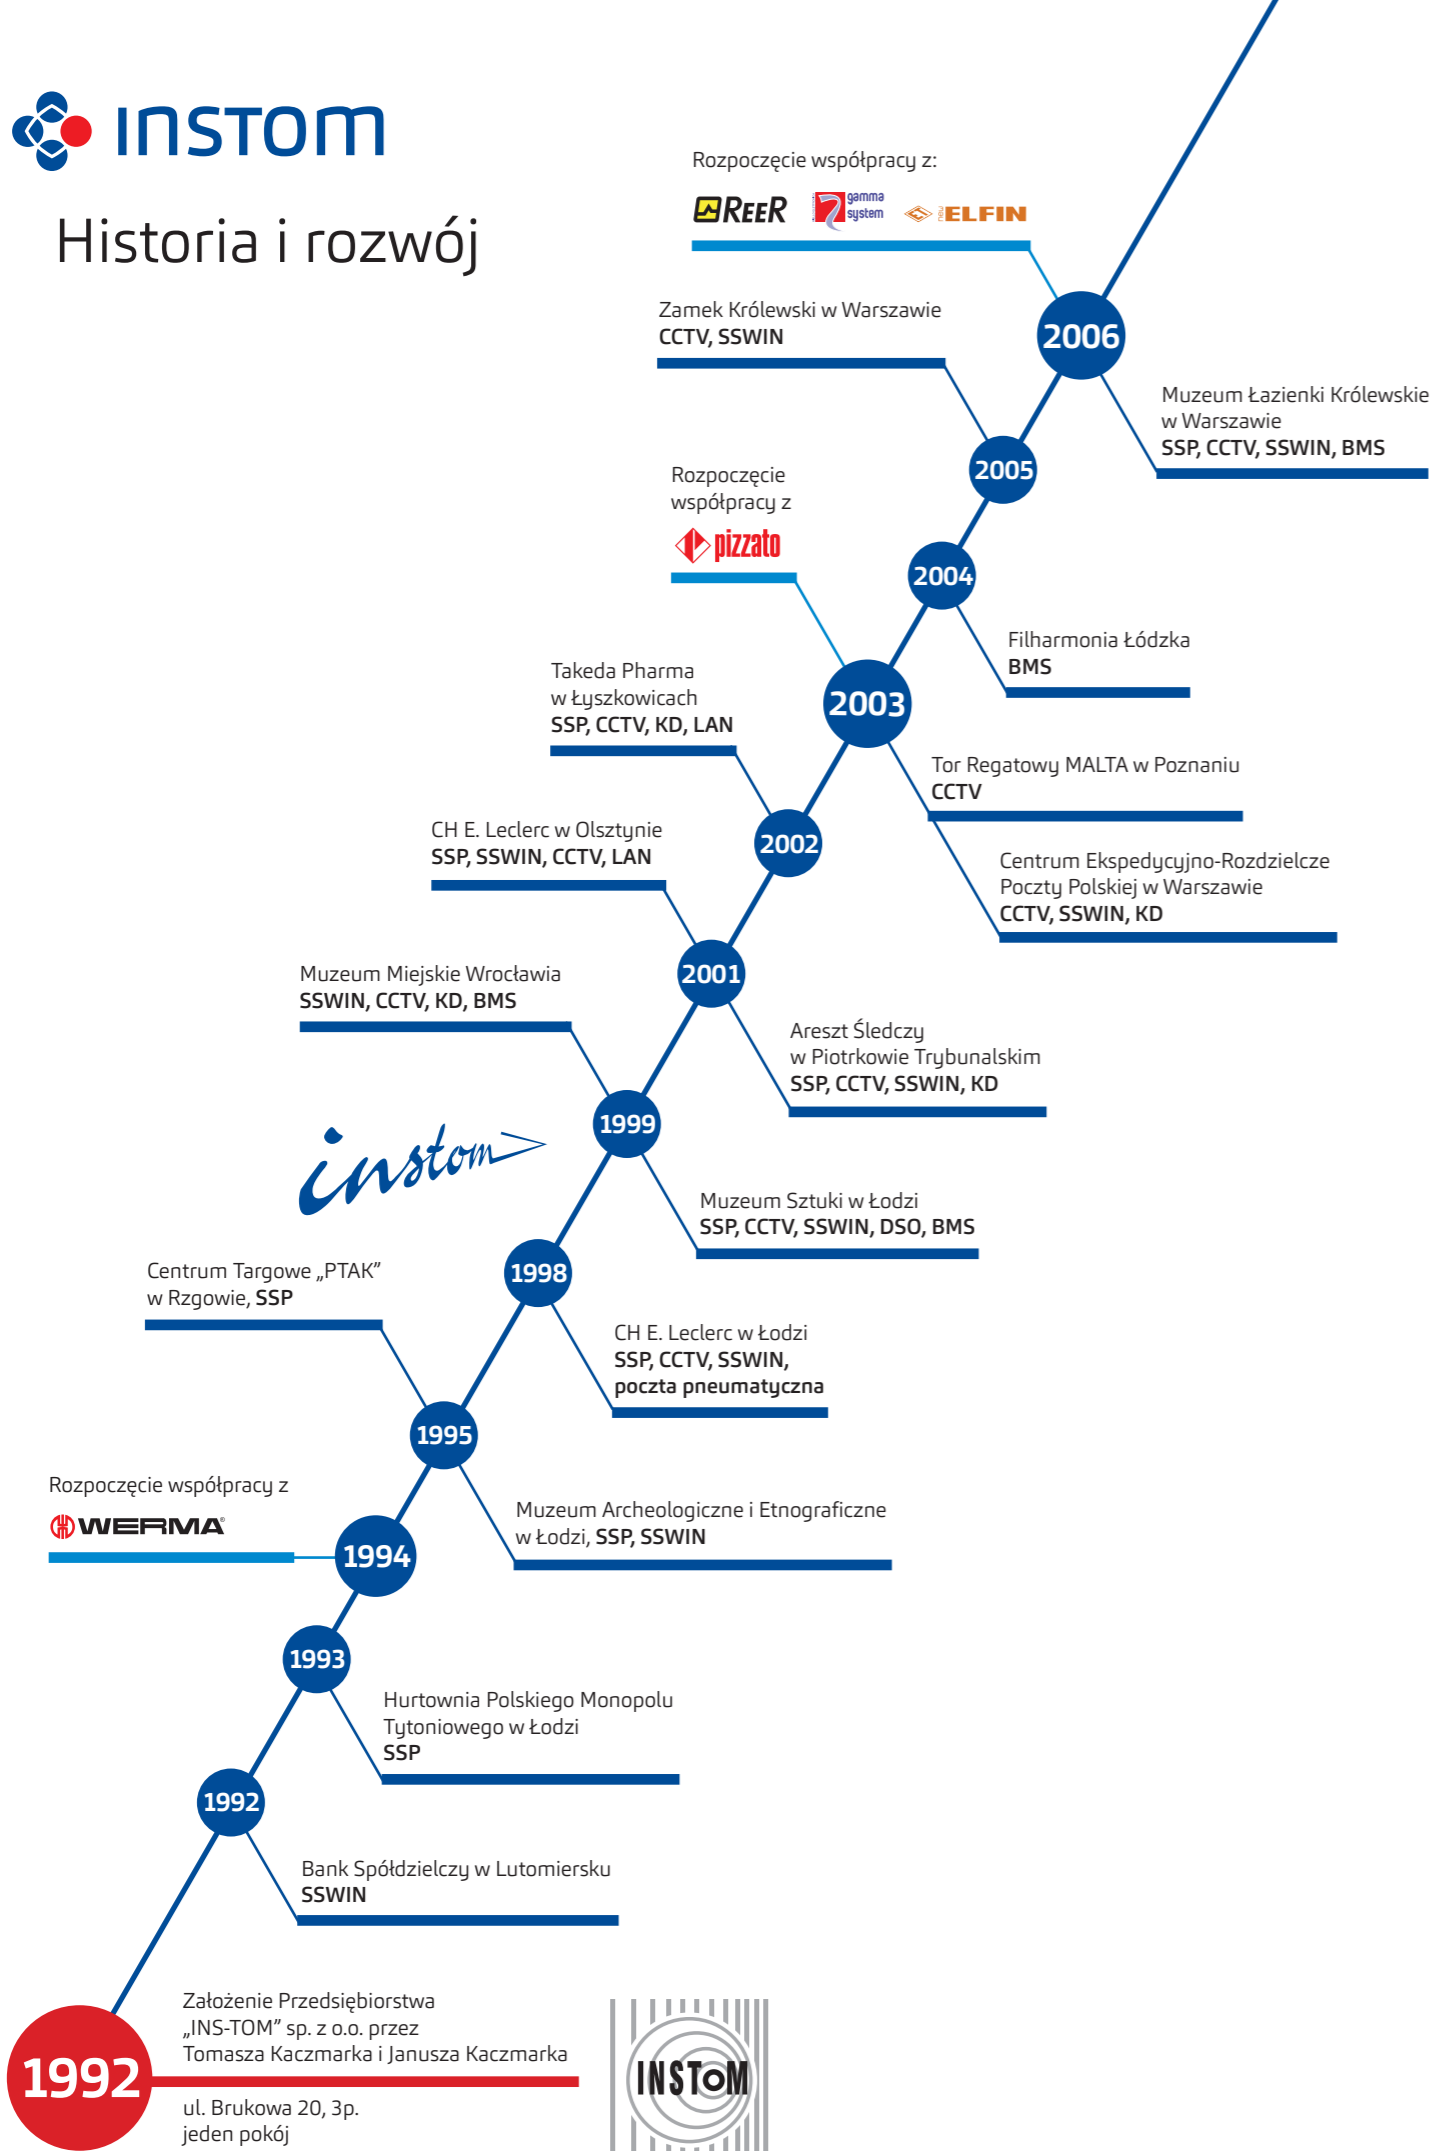 INSTOM
Historia i rozwój
Rozpoczęcie współpracy z:
REER
gamma
system
new ELFIN
2006
Zamek Królewski w Warszawie
CCTV, SSWIN
Muzeum Łazienki Królewskie
w Warszawie
SSP, CCTV, SSWIN, BMS
2005
Rozpoczęcie
współpracy z
pizzato
2004
Filharmonia Łódzka
BMS
2003
Takeda Pharma
w Łyszkowicach
SSP, CCTV, KD, LAN
Tor Regatowy MALTA w Poznaniu
CCTV
Centrum Ekspedycyjno-Rozdzielcze
Poczty Polskiej w Warszawie
CCTV, SSWIN, KD
2002
CH E. Leclerc w Olsztynie
SSP, SSWIN, CCTV, LAN
2001
Areszt Śledczy
w Piotrkowie Trybunalskim
SSP, CCTV, SSWIN, KD
Muzeum Miejskie Wrocławia
SSWIN, CCTV, KD, BMS
1999
instom
Muzeum Sztuki w Łodzi
SSP, CCTV, SSWIN, DSO, BMS
1998
CH E. Leclerc w Łodzi
SSP, CCTV, SSWIN,
poczta pneumatyczna
Centrum Targowe „PTAK”
w Rzgowie, SSP
1995
Muzeum Archeologiczne i Etnograficzne
w Łodzi, SSP, SSWIN
Rozpoczęcie współpracy z
WERMA®
1994
1993
Hurtownia Polskiego Monopolu
Tytoniowego w Łodzi
SSP
1992
Bank Spółdzielczy w Lutomiersku
SSWIN
1992
Założenie Przedsiębiorstwa
„INS-TOM” sp. z o.o. przez
Tomasza Kaczmarka i Janusza Kaczmarka
ul. Brukowa 20, 3p.
jeden pokój
INSTOM